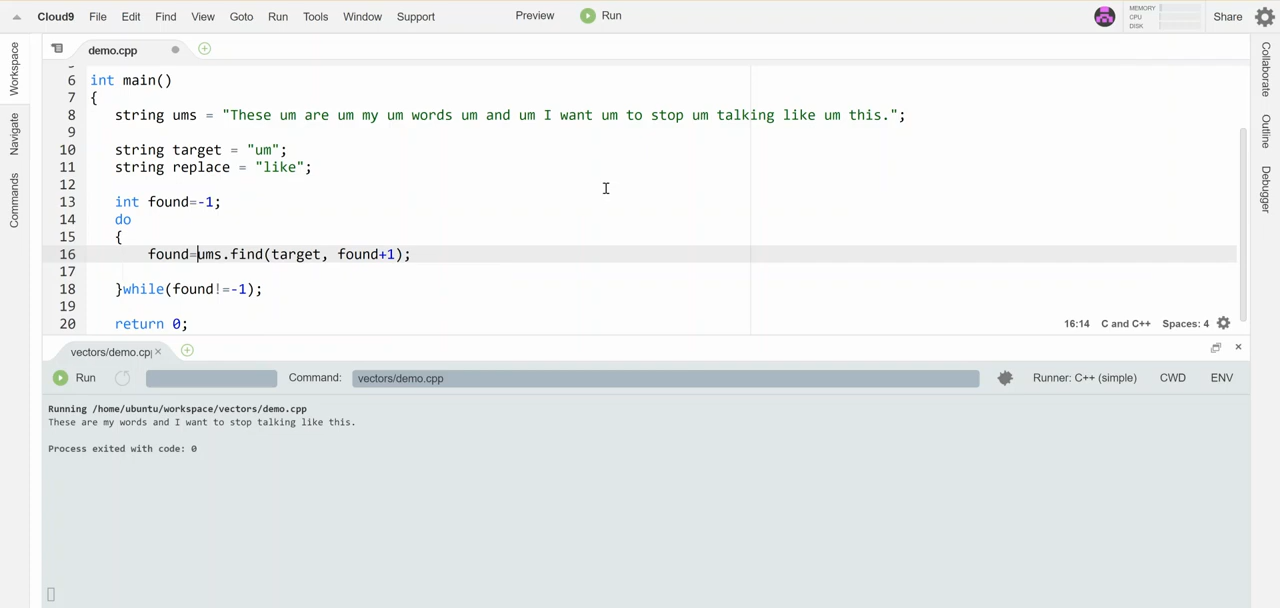 Cloud9 File Edit Find View Goto Run Tools Window Support Preview Run MEMORY CPU DISK Share
Workspace
Navigate
Commands
demo.cpp
6 int main()
7 {
8 string ums = "These um are um my um words um and um I want um to stop um talking like um this.";
9
10 string target = "um";
11 string replace = "like";
12
13 int found=-1;
14 do
15 {
16 found=ums.find(target, found+1);
17
18 }while(found!=-1);
19
20 return 0;
16:14 C and C++ Spaces: 4
Collaborate
Outline
Debugger
vectors/demo.cpp
Run Command: vectors/demo.cpp Runner: C++ (simple) CWD ENV
Running /home/ubuntu/workspace/vectors/demo.cpp
These are my words and I want to stop talking like this.
Process exited with code: 0